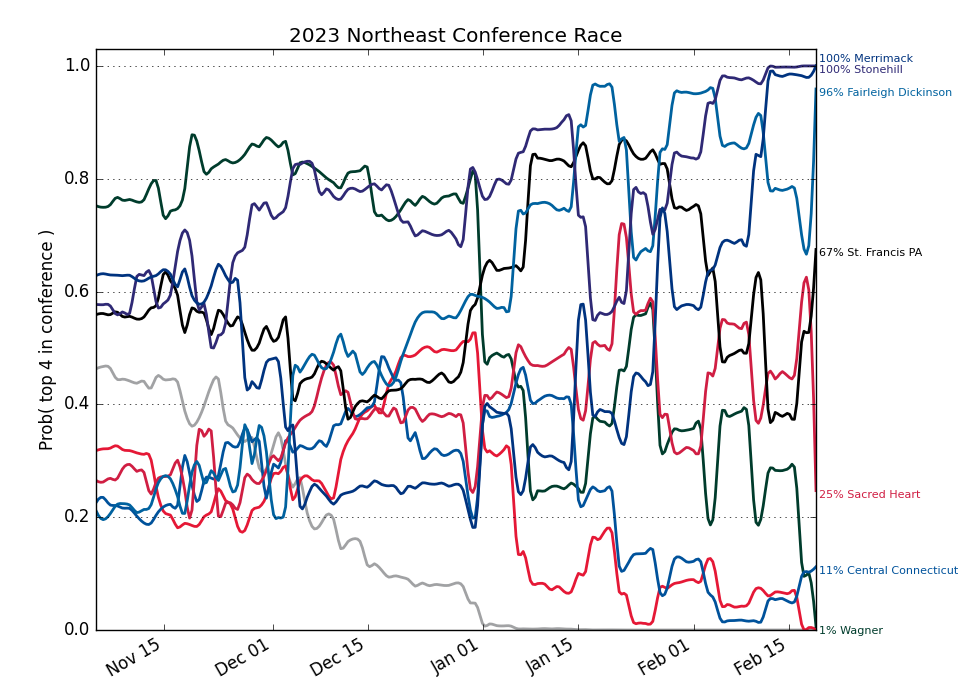 2023 Northeast Conference Race
Prob( top 4 in conference )
1.0
0.8
0.6
0.4
0.2
0.0
Nov 15
Dec 01
Dec 15
Jan 01
Jan 15
Feb 01
Feb 15
100% Merrimack
100% Stonehill
96% Fairleigh Dickinson
67% St. Francis PA
25% Sacred Heart
11% Central Connecticut
1% Wagner